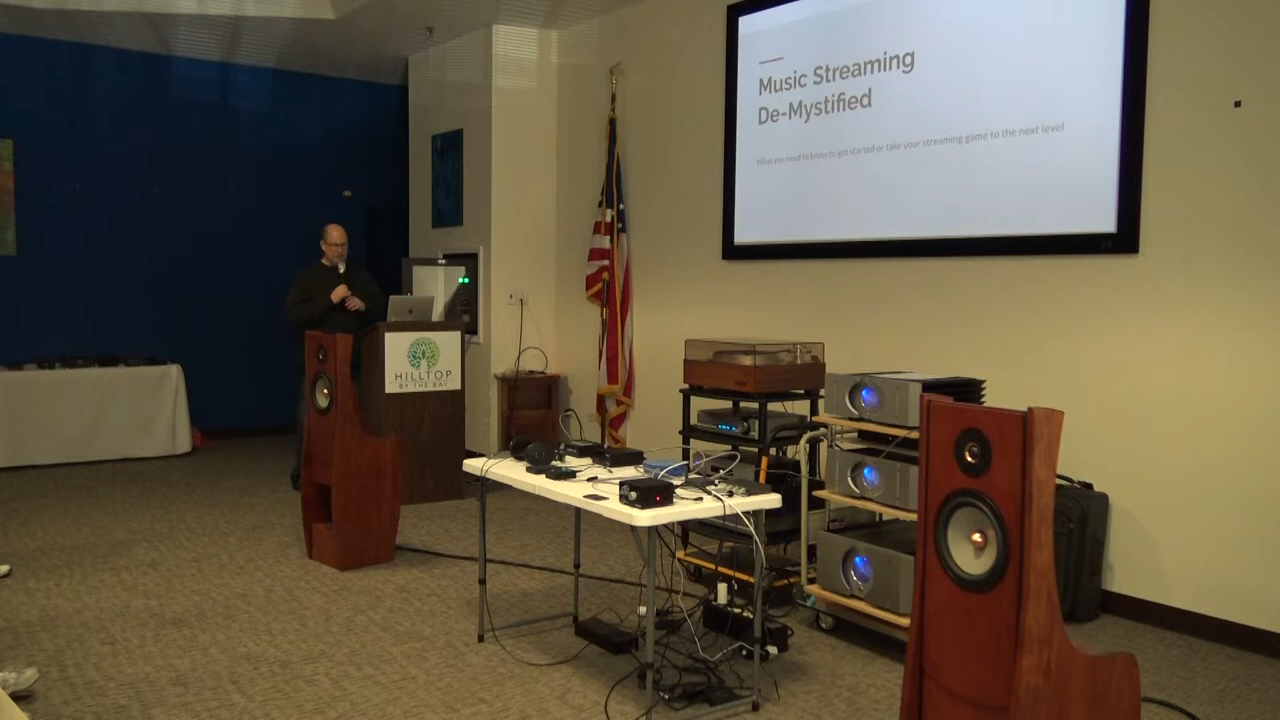 Music Streaming
De-Mystified
What you need to know to get started or take your streaming game to the next level
HILLTOP
BY THE BAY